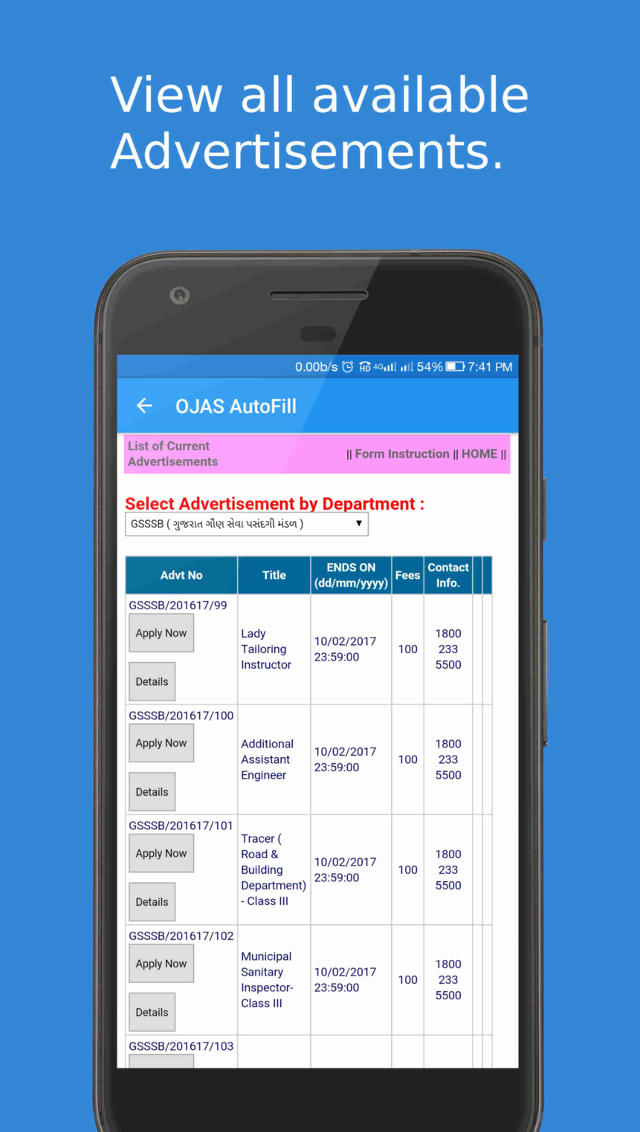 View all available
Advertisements.
0.00b/s HD 4G 54% 7:41 PM
OJAS AutoFill
List of Current
Advertisements
|| Form Instruction || HOME ||
Select Advertisement by Department :
GSSSB ( ગુજરાત ગૌણ સેવા પસંદગી મંડળ )
Advt No
Title
ENDS ON
(dd/mm/yyyy)
Fees
Contact
Info.
GSSSB/201617/99
Apply Now
Details
Lady
Tailoring
Instructor
10/02/2017
23:59:00
100
1800
233
5500
GSSSB/201617/100
Apply Now
Details
Additional
Assistant
Engineer
10/02/2017
23:59:00
100
1800
233
5500
GSSSB/201617/101
Apply Now
Details
Tracer (
Road &
Building
Department)
- Class III
10/02/2017
23:59:00
100
1800
233
5500
GSSSB/201617/102
Apply Now
Details
Municipal
Sanitary
Inspector-
Class III
10/02/2017
23:59:00
100
1800
233
5500
GSSSB/201617/103